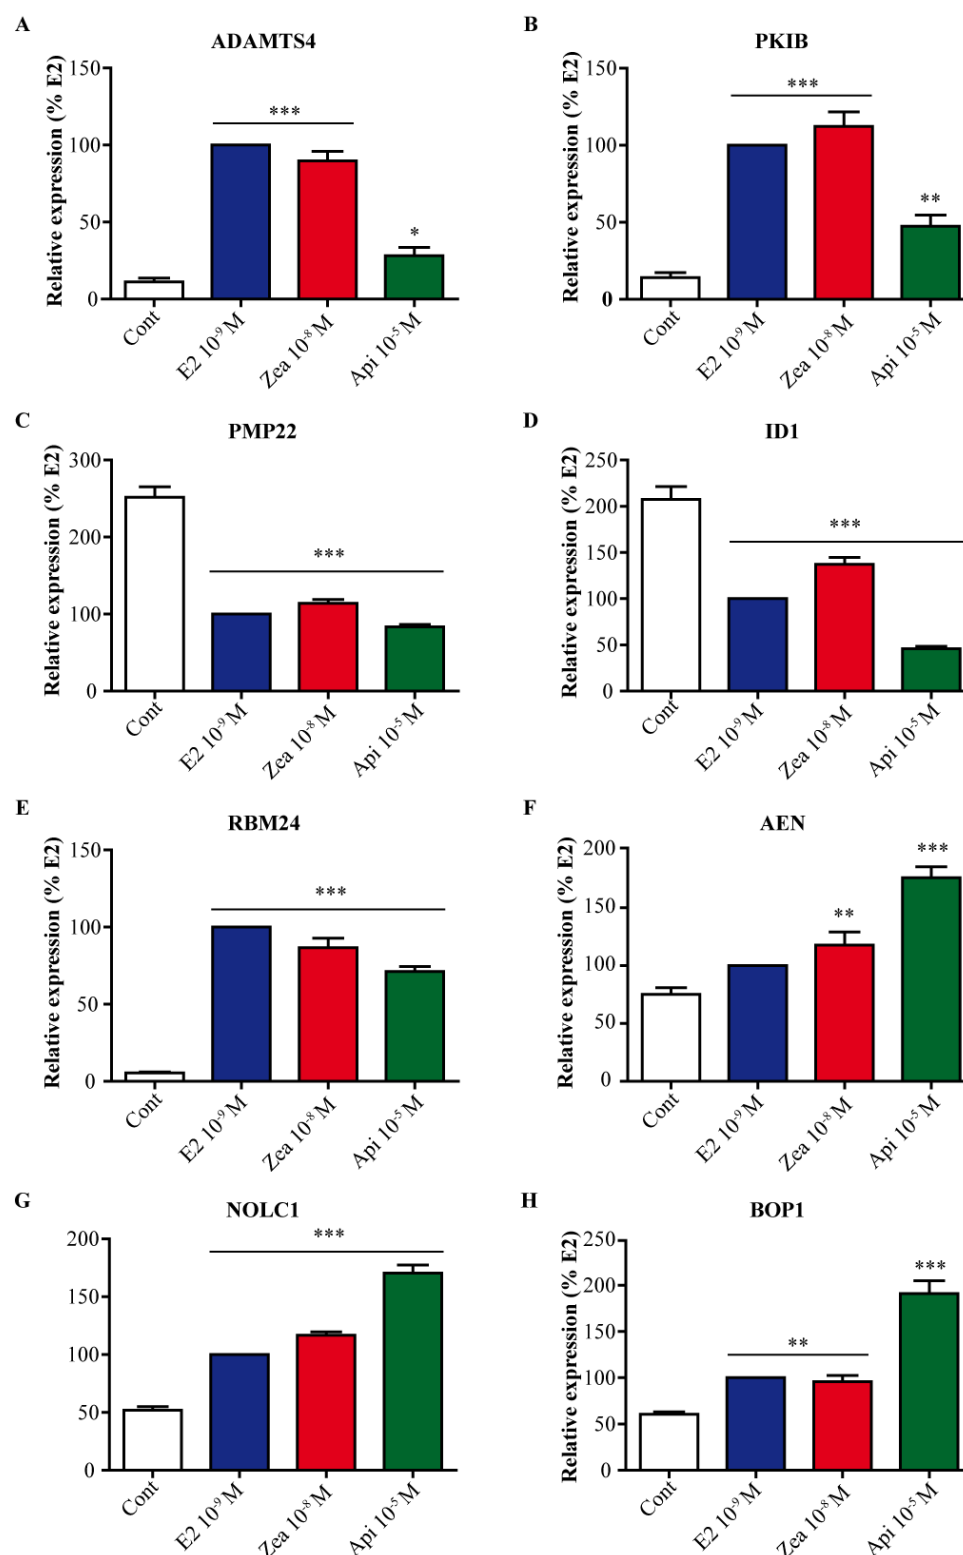 A
ADAMTS4
Relative expression (% E2)
150
100
50
0
***
*
Cont
E2 10⁻⁹ M
Zea 10⁻⁸ M
Api 10⁻⁵ M
B
PKIB
Relative expression (% E2)
150
100
50
0
***
**
Cont
E2 10⁻⁹ M
Zea 10⁻⁸ M
Api 10⁻⁵ M
C
PMP22
Relative expression (% E2)
300
200
100
0
***
Cont
E2 10⁻⁹ M
Zea 10⁻⁸ M
Api 10⁻⁵ M
D
ID1
Relative expression (% E2)
250
200
150
100
50
0
***
Cont
E2 10⁻⁹ M
Zea 10⁻⁸ M
Api 10⁻⁵ M
E
RBM24
Relative expression (% E2)
150
100
50
0
***
Cont
E2 10⁻⁹ M
Zea 10⁻⁸ M
Api 10⁻⁵ M
F
AEN
Relative expression (% E2)
200
150
100
50
0
**
***
Cont
E2 10⁻⁹ M
Zea 10⁻⁸ M
Api 10⁻⁵ M
G
NOLC1
Relative expression (% E2)
200
150
100
50
0
***
Cont
E2 10⁻⁹ M
Zea 10⁻⁸ M
Api 10⁻⁵ M
H
BOP1
Relative expression (% E2)
250
200
150
100
50
0
**
***
Cont
E2 10⁻⁹ M
Zea 10⁻⁸ M
Api 10⁻⁵ M